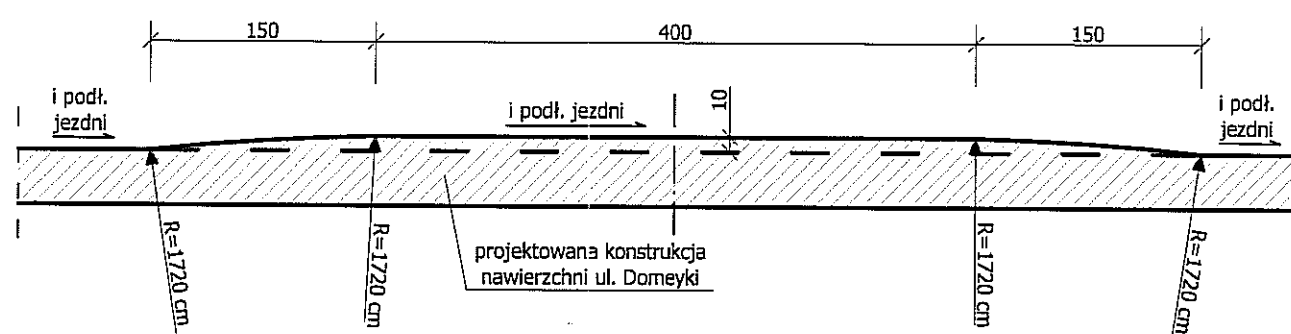 150
400
150
i podł.
jezdni
i podł. jezdni
10
i podł.
jezdni
R=1720 cm
R=1720 cm
R=1720 cm
R=1720 cm
projektowana konstrukcja
nawierzchni ul. Domeyki